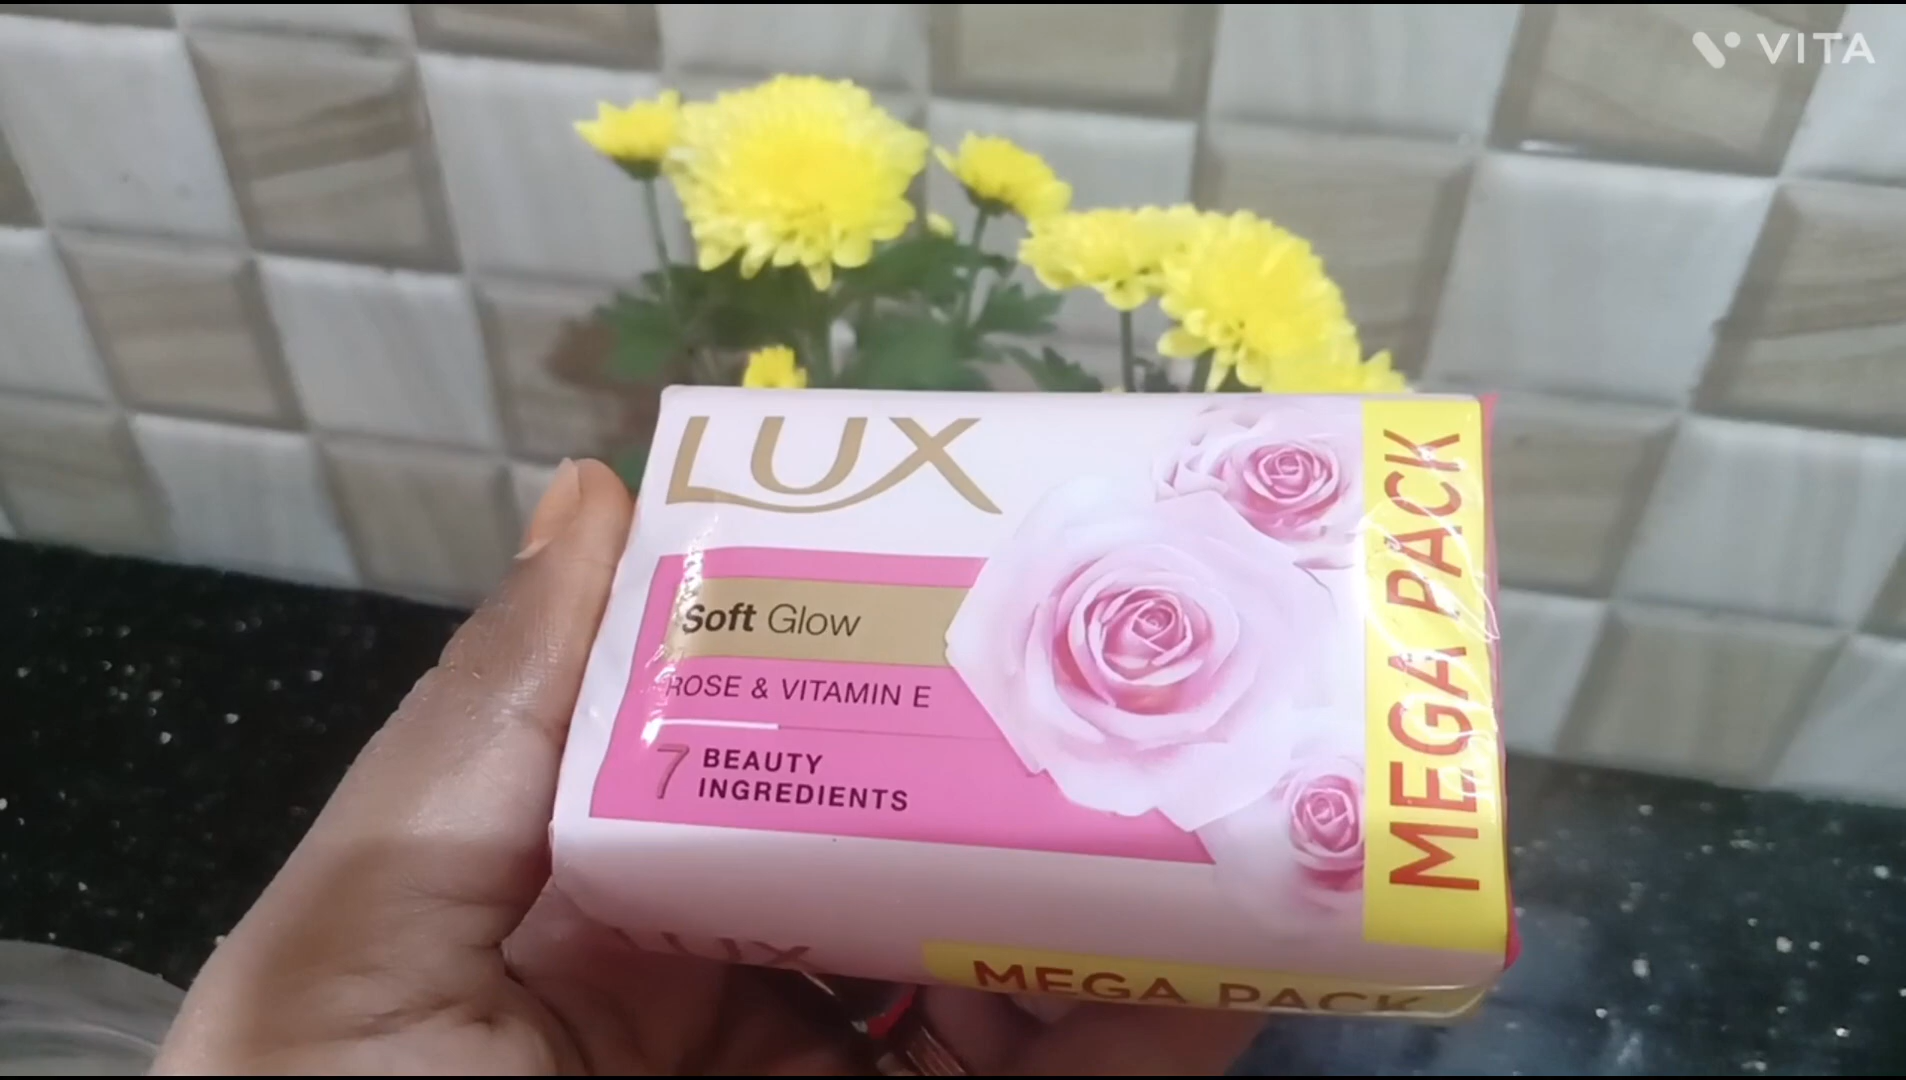 VITA
LUX
Soft Glow
ROSE & VITAMIN E
7 BEAUTY
INGREDIENTS
MEGA PACK
LUX
MEGA PACK